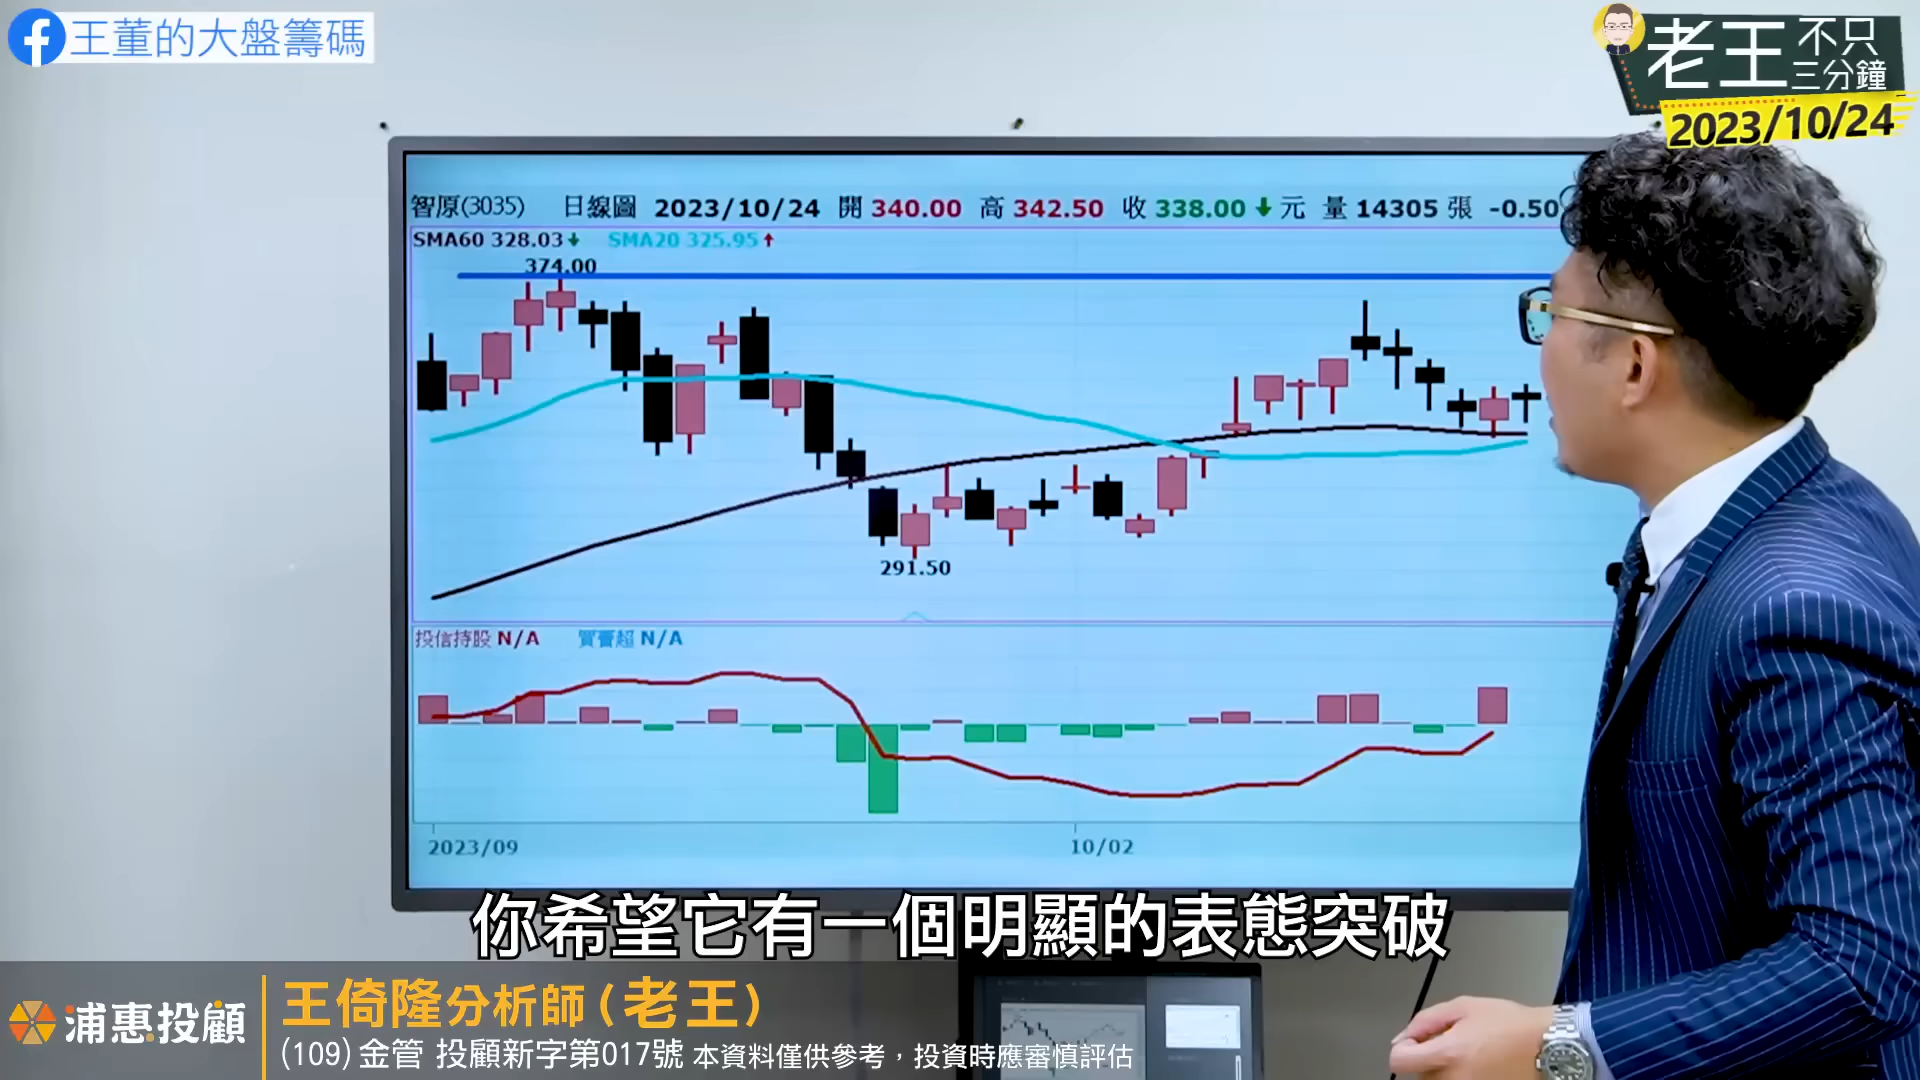 王董的大盤籌碼
老王不只三分鐘
2023/10/24
智原(3035) 日線圖 2023/10/24 開 340.00 高 342.50 收 338.00↓元 量 14305 張 -0.50
SMA60 328.03↓ SMA20 325.95↑
374.00
291.50
投信持股 N/A 買賣超 N/A
2023/09 10/02
你希望它有一個明顯的表態突破
浦惠投顧
王倚隆分析師(老王)
(109)金管 投顧新字第017號 本資料僅供參考，投資時應審慎評估